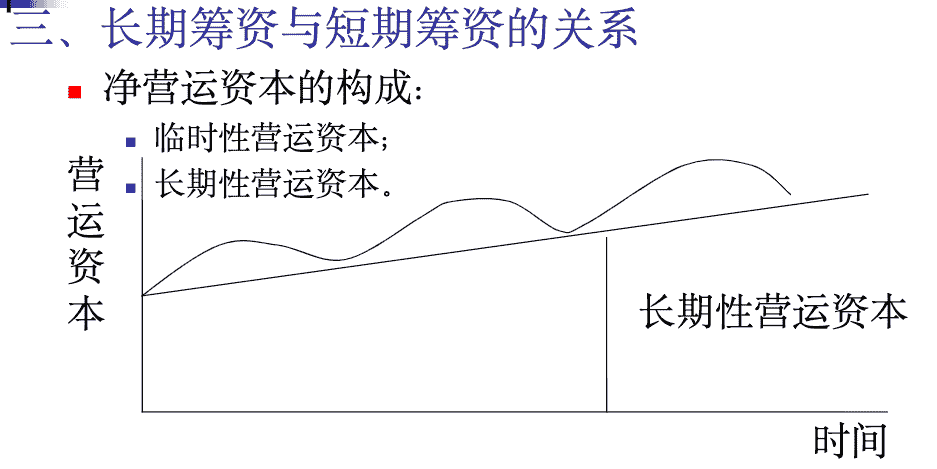 三、长期筹资与短期筹资的关系
净营运资本的构成:
临时性营运资本;
长期性营运资本。
营运资本
长期性营运资本
时间